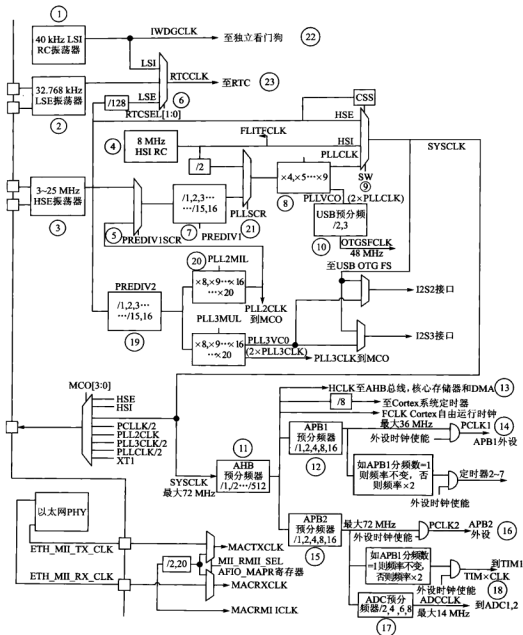 ①
40 kHz LSI
RC振荡器
IWDGCLK
至独立看门狗
㉒
LSI
RTCCLK
至RTC
㉓
32.768 kHz
LSE振荡器
②
/128
LSE
RTCSEL[1:0]
⑥
CSS
HSE
④
8 MHz
HSI RC
FLITFCLK
HSI
SYSCLK
/2
PLLCLK
×4,×5…×9
⑧
SW
⑨
3~25 MHz
HSE振荡器
③
⑤
PREDIV1SCR
/1,2,3…
…/15,16
⑦
PREDIV1
PLLSCR
㉑
PLLVCO
(2×PLLCLK)
USB预分频
/2,3
⑩
OTGSFCLK
48 MHz
至USB OTG FS
⑳
PLL2MIL
PREDIV2
/1,2,3…
…/15,16
⑲
×8,×9…×16
…×20
PLL2CLK
到MCO
I2S2接口
PLL3MUL
×8,×9…×16
…×20
PLL3VC0
(2×PLL3CLK)
PLL3CLK到MCO
I2S3接口
MCO[3:0]
HSE
HSI
PCLLK/2
PLL2CLK
PLL3CLK/2
PLLCLK/2
XT1
HCLK至AHB总线，核心存储器和DMA
⑬
/8
至Cortex系统定时器
FCLK Cortex自由运行时钟
⑪
SYSCLK
最大72 MHz
AHB
预分频器
/1,2…/512
APB1
预分频器
/1,2,4,8,16
⑫
最大36 MHz
PCLK1
⑭
外设时钟使能
APB1外设
如APB1分频数=1
则频率不变，否
则频率×2
定时器2~7
外设时钟使能
APB2
预分频器
/1,2,4,8,16
⑮
最大72 MHz
PCLK2
APB2
外设
⑯
外设时钟使能
如APB1分频数
=1则频率不变，
否则频率×2
到TIM1
TIM×CLK
⑱
外设时钟使能
ADC预分
频器/2,4,6,8
⑰
ADCCLK
到ADC1,2
最大14 MHz
以太网PHY
ETH_MII_TX_CLK
MACTXCLK
/2,20
MII_RMII_SEL
AFIO_MAPR寄存器
ETH_MII_RX_CLK
MACRXCLK
MACRMI ICLK